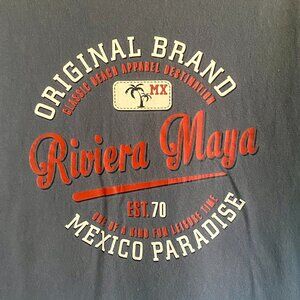 ORIGINAL BRAND
CLASSIC BEACH APPAREL DESTINATION
MX
Riviera Maya
EST. 70
ONE OF A KIND FOR LEISURE TIME
MEXICO PARADISE